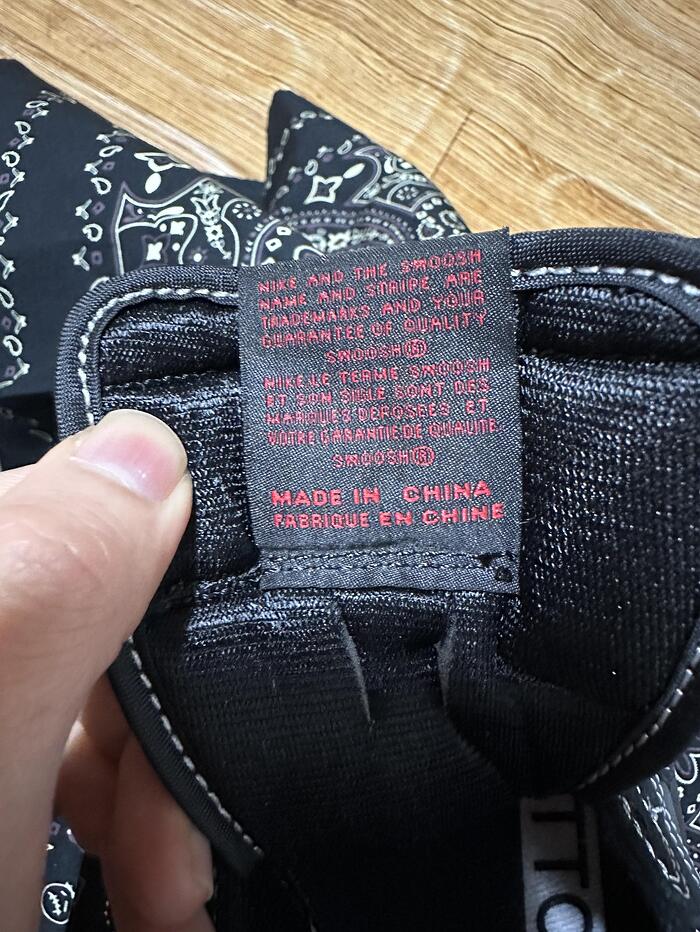 NIKE AND THE SWOOSH
NAME AND STRIPE ARE
TRADEMARKS AND YOUR
GUARANTEE OF QUALITY
SWOOSH®
NIKE.LE TERME SWOOSH
ET SON SIILE SONT DES
MARQUES DEPOSEES ET
VOTRE GARANTIE DE QUALITE
SWOOSH®
MADE IN CHINA
FABRIQUE EN CHINE